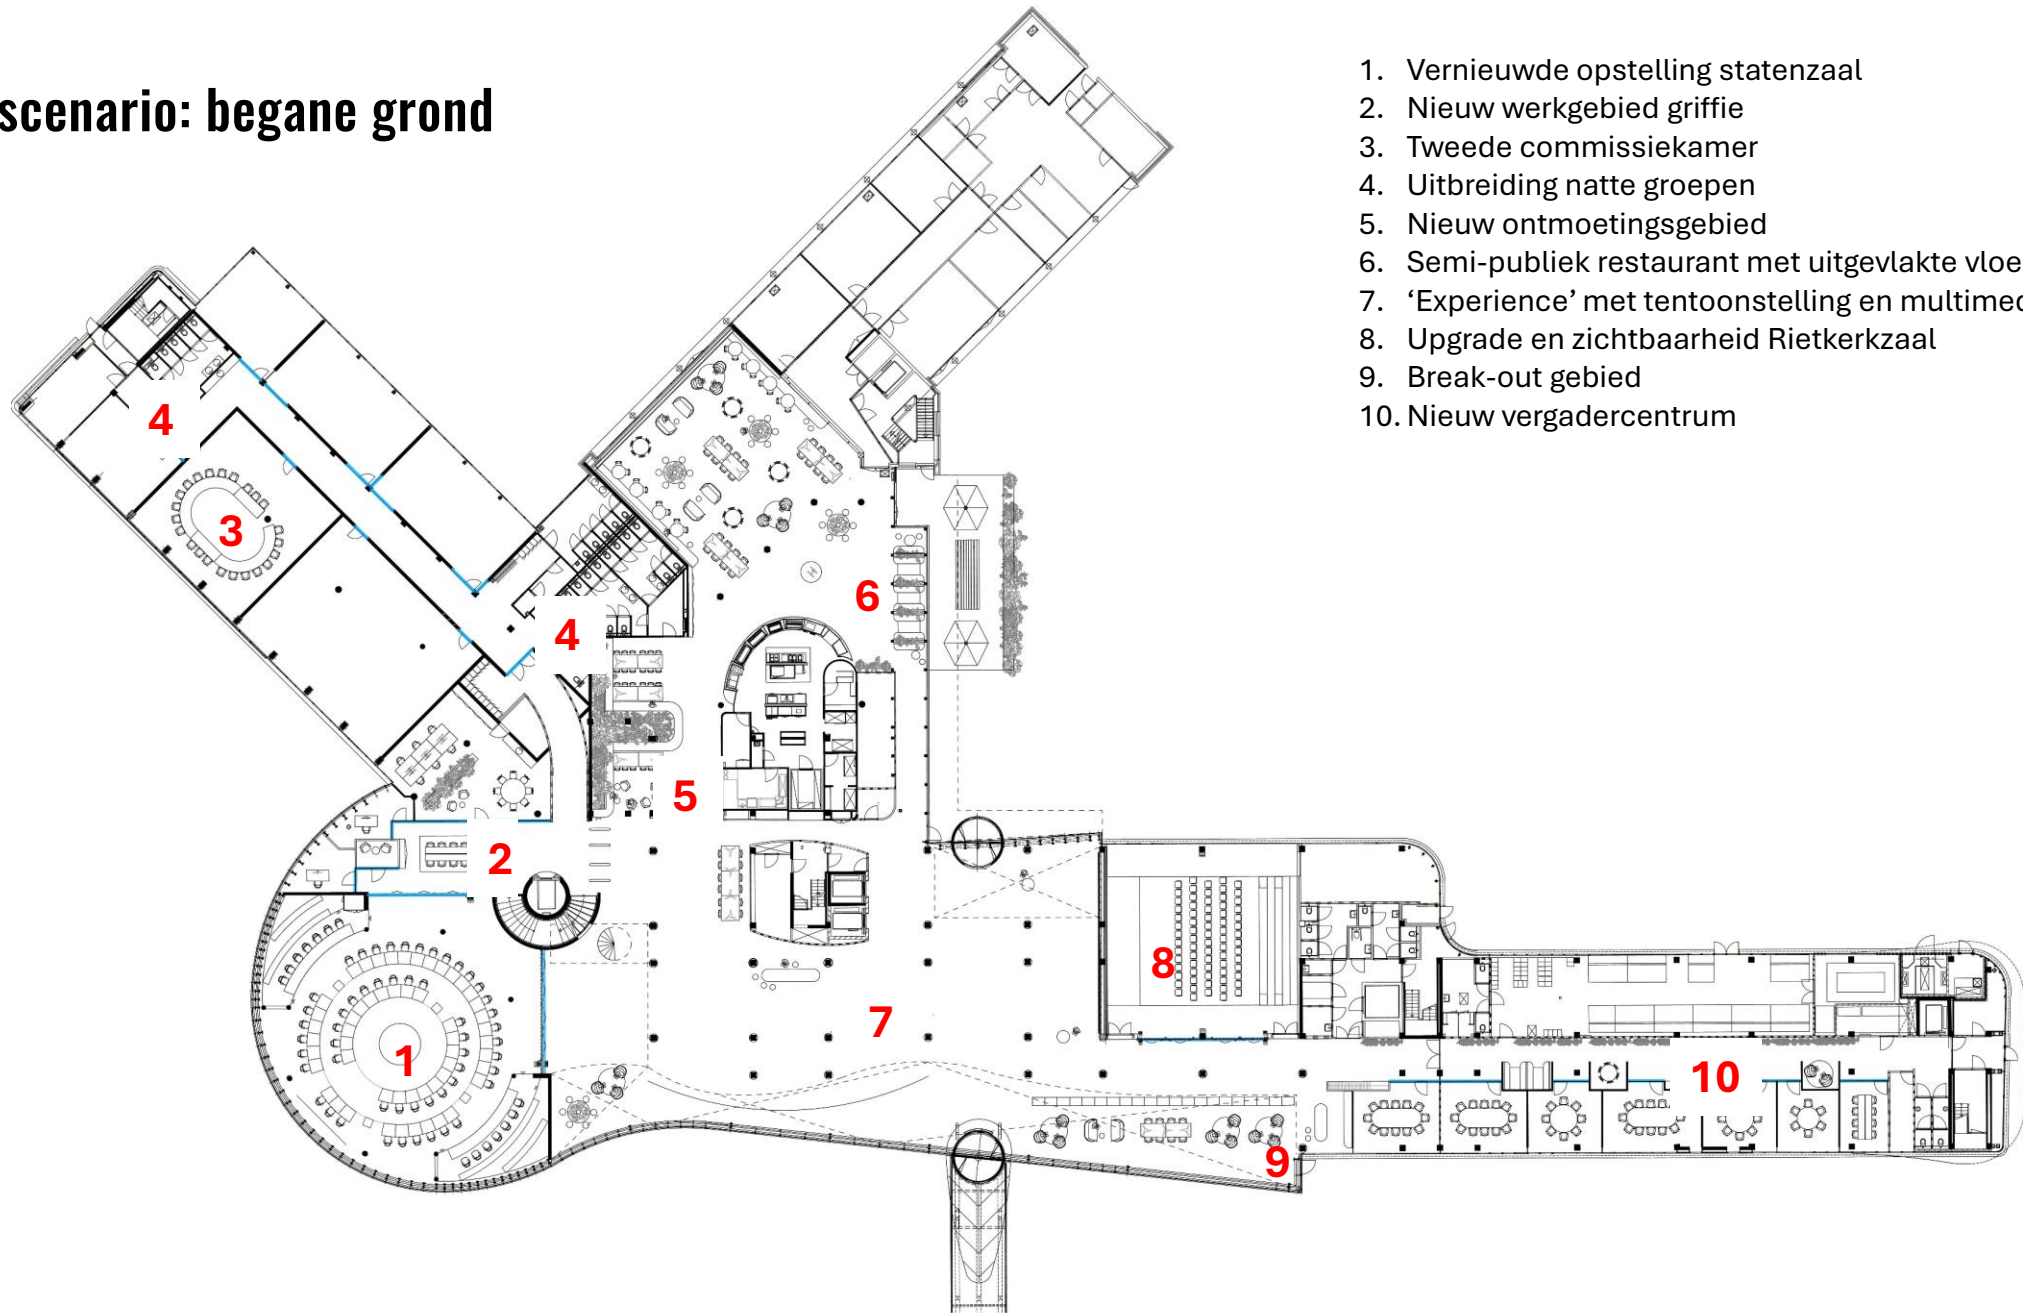 scenario: begane grond
1. Vernieuwde opstelling statenzaal
2. Nieuw werkgebied griffie
3. Tweede commissiekamer
4. Uitbreiding natte groepen
5. Nieuw ontmoetingsgebied
6. Semi-publiek restaurant met uitgevlakte vloe
7. ‘Experience’ met tentoonstelling en multimed
8. Upgrade en zichtbaarheid Rietkerkzaal
9. Break-out gebied
10. Nieuw vergadercentrum
4
3
6
4
5
2
8
7
1
10
9